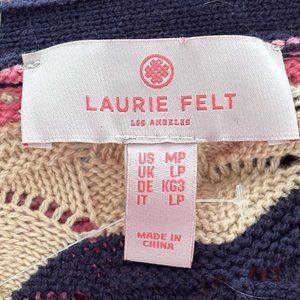 LAURIE FELT
LOS ANGELES
US MP
UK LP
DE KG3
IT LP
MADE IN
CHINA